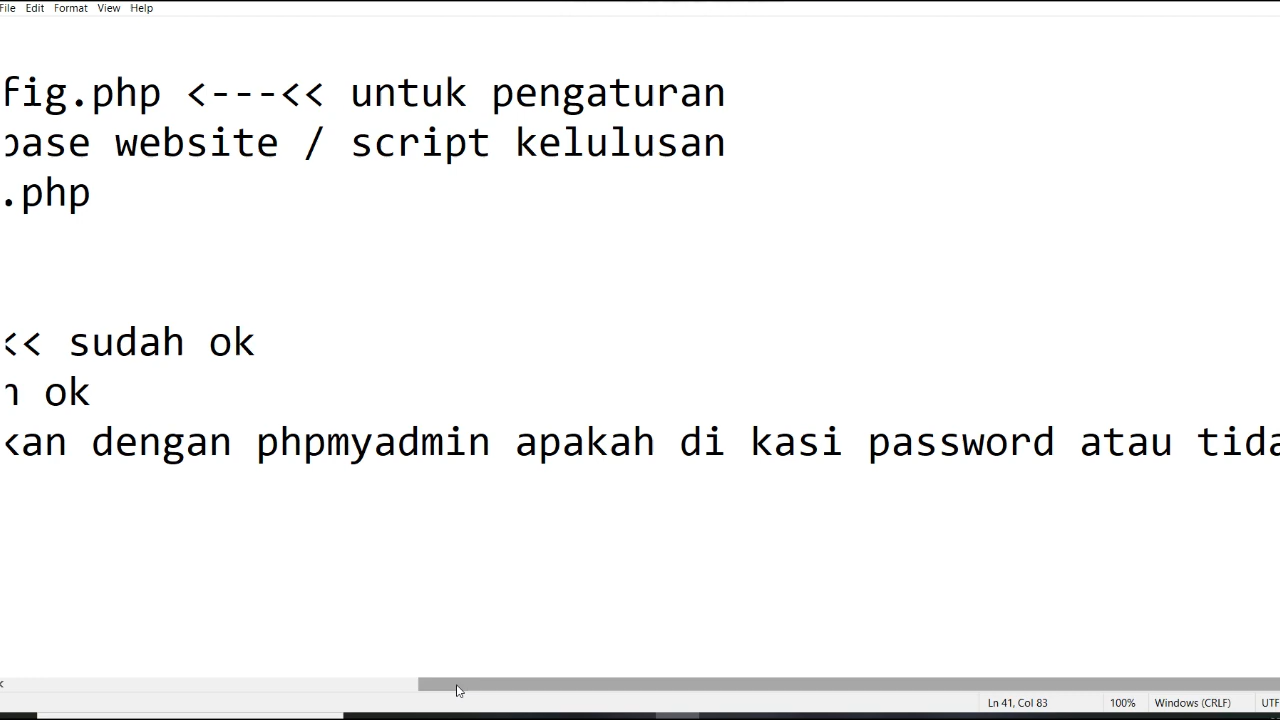 File Edit Format View Help
fig.php <---<< untuk pengaturan
base website / script kelulusan
.php
<< sudah ok
ok
kan dengan phpmyadmin apakah di kasi password atau tida
Ln 41, Col 83 100% Windows (CRLF) UTF